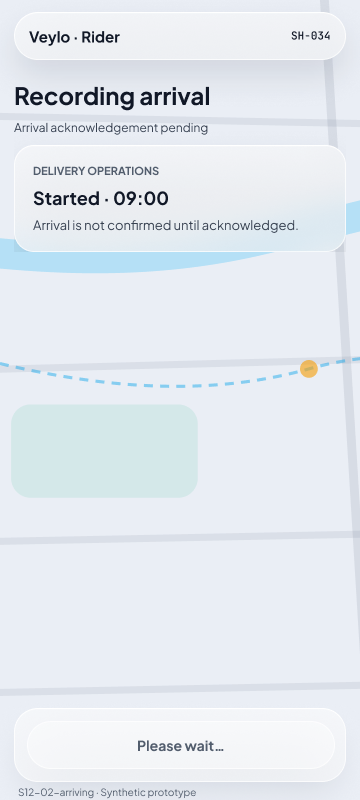 Veylo · Rider
SH-034
Recording arrival
Arrival acknowledgement pending
DELIVERY OPERATIONS
Started · 09:00
Arrival is not confirmed until acknowledged.
Please wait…
S12-02-arriving · Synthetic prototype